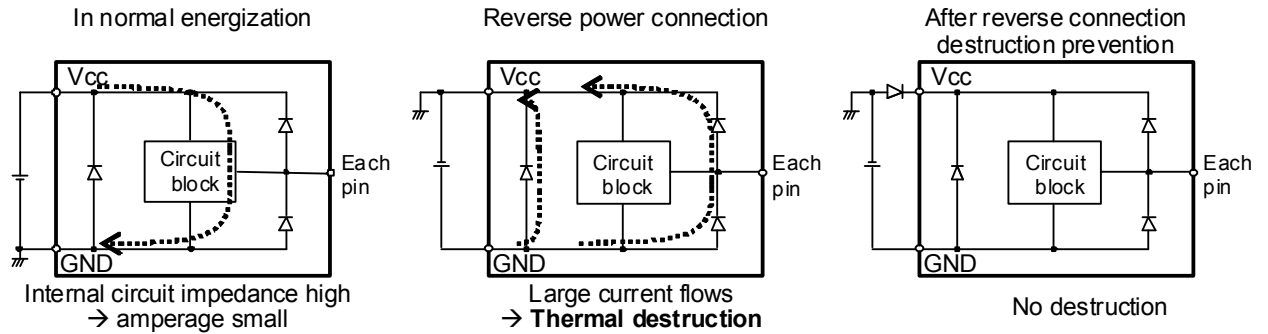 In normal energization
Vcc
Circuit
block
Each
pin
GND
Internal circuit impedance high
→ amperage small
Reverse power connection
Vcc
Circuit
block
Each
pin
GND
Large current flows
→ Thermal destruction
After reverse connection
destruction prevention
Vcc
Circuit
block
Each
pin
GND
No destruction